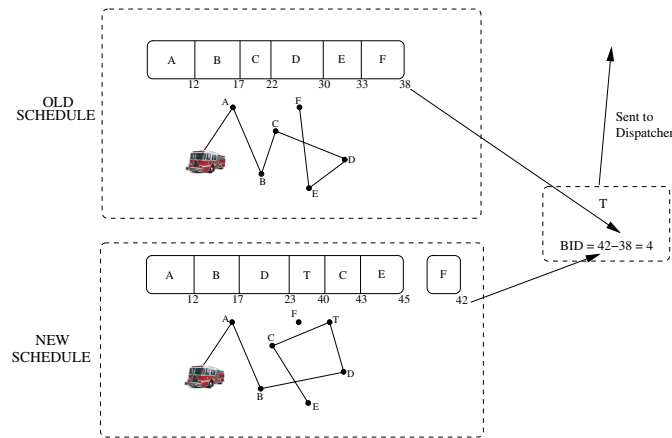 A B C D E F
12 17 22 30 33 38
OLD
SCHEDULE
A
F
C
D
B
E
Sent to
Dispatcher
T
BID = 42−38 = 4
A B D T C E F
12 17 23 40 43 45 42
NEW
SCHEDULE
A
F
T
C
D
B
E